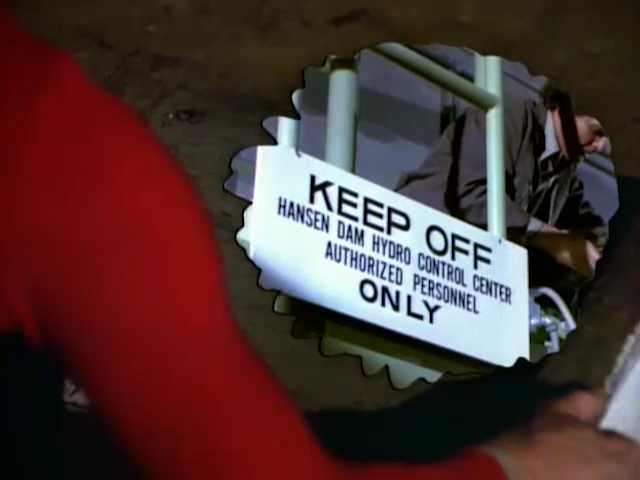 KEEP OFF
HANSEN DAM HYDRO CONTROL CENTER
AUTHORIZED PERSONNEL
ONLY